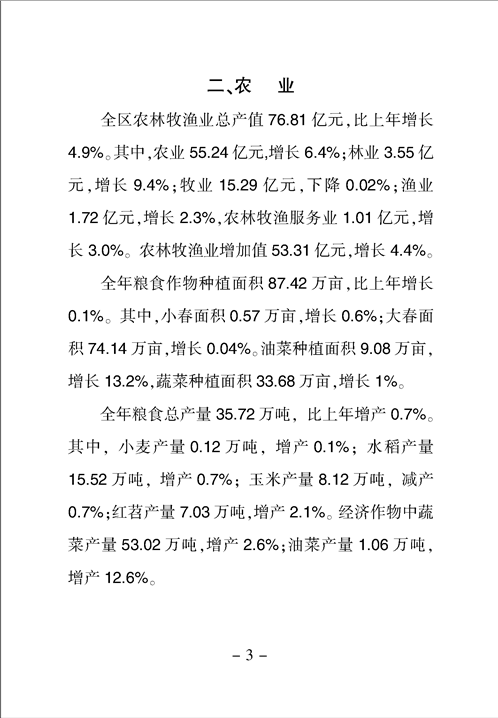 二、农　业
全区农林牧渔业总产值 76.81 亿元，比上年增长
4.9%。其中，农业 55.24 亿元,增长 6.4%；林业 3.55 亿
元，增长 9.4%；牧业 15.29 亿元，下降 0.02%；渔业
1.72 亿元，增长 2.3%，农林牧渔服务业 1.01 亿元，增
长 3.0%。农林牧渔业增加值 53.31 亿元，增长 4.4%。
全年粮食作物种植面积 87.42 万亩，比上年增长
0.1%。其中，小春面积 0.57 万亩，增长 0.6%；大春面
积 74.14 万亩，增长 0.04%。油菜种植面积 9.08 万亩，
增长 13.2%，蔬菜种植面积 33.68 万亩，增长 1%。
全年粮食总产量 35.72 万吨，比上年增产 0.7%。
其中，小麦产量 0.12 万吨，增产 0.1%；水稻产量
15.52 万吨，增产 0.7%；玉米产量 8.12 万吨，减产
0.7%；红苕产量 7.03 万吨，增产 2.1%。经济作物中蔬
菜产量 53.02 万吨，增产 2.6%；油菜产量 1.06 万吨，
增产 12.6%。
- 3 -